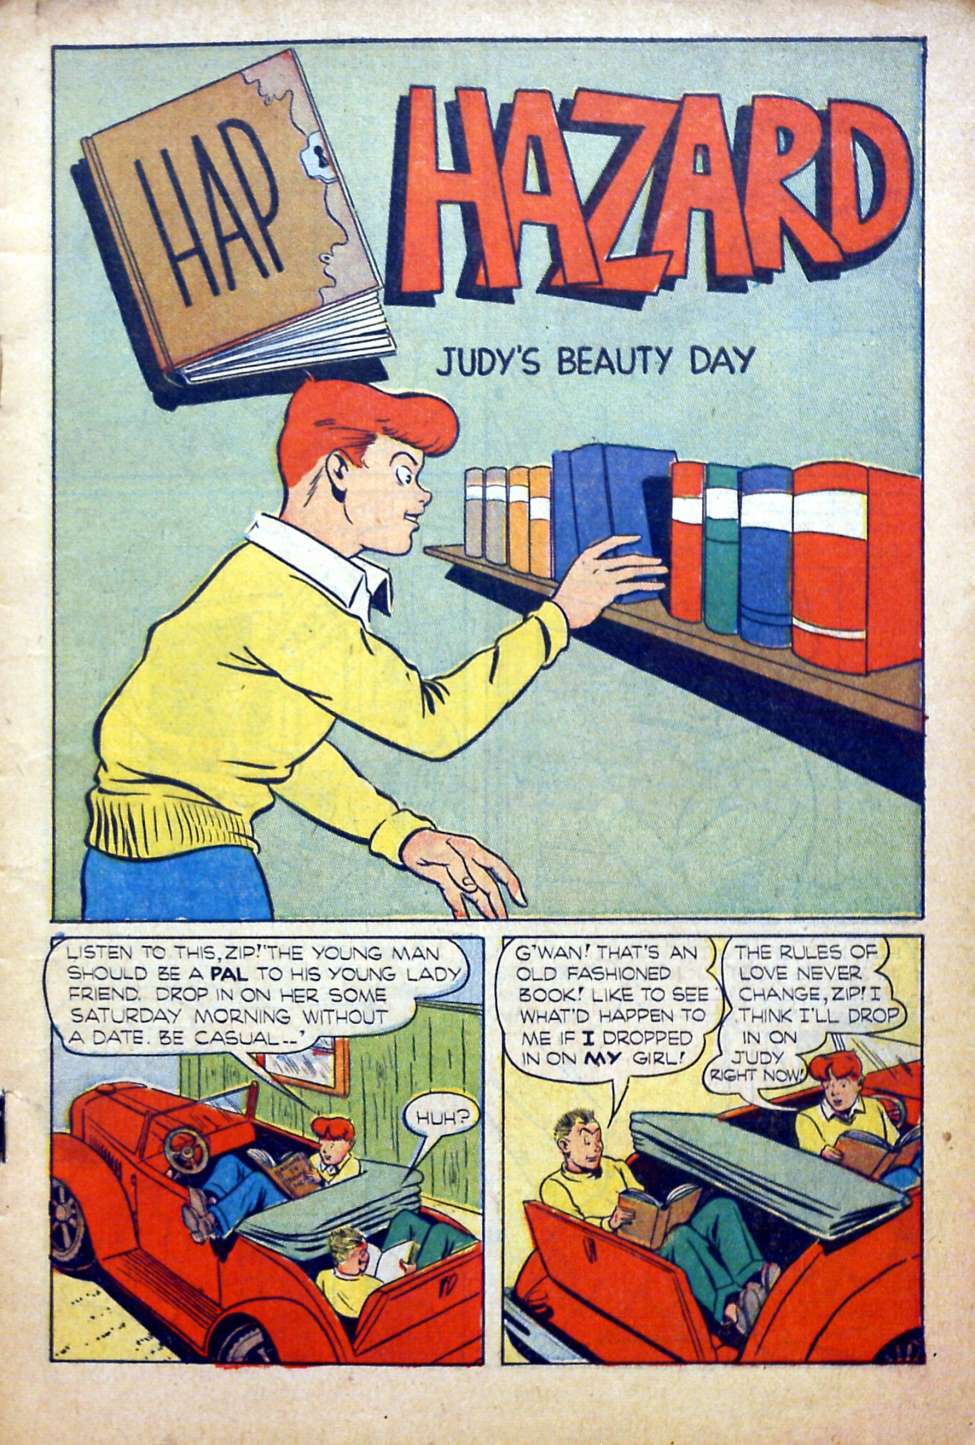 HAP
HAZARD
JUDY'S BEAUTY DAY
LISTEN TO THIS, ZIP! 'THE YOUNG MAN
SHOULD BE A PAL TO HIS YOUNG LADY
FRIEND. DROP IN ON HER SOME
SATURDAY MORNING WITHOUT
A DATE. BE CASUAL--'
HUH?
G'WAN! THAT'S AN
OLD FASHIONED
BOOK! LIKE TO SEE
WHAT'D HAPPEN TO
ME IF I DROPPED
IN ON MY GIRL!
THE RULES OF
LOVE NEVER
CHANGE, ZIP! I
THINK I'LL DROP
IN ON
JUDY
RIGHT NOW!